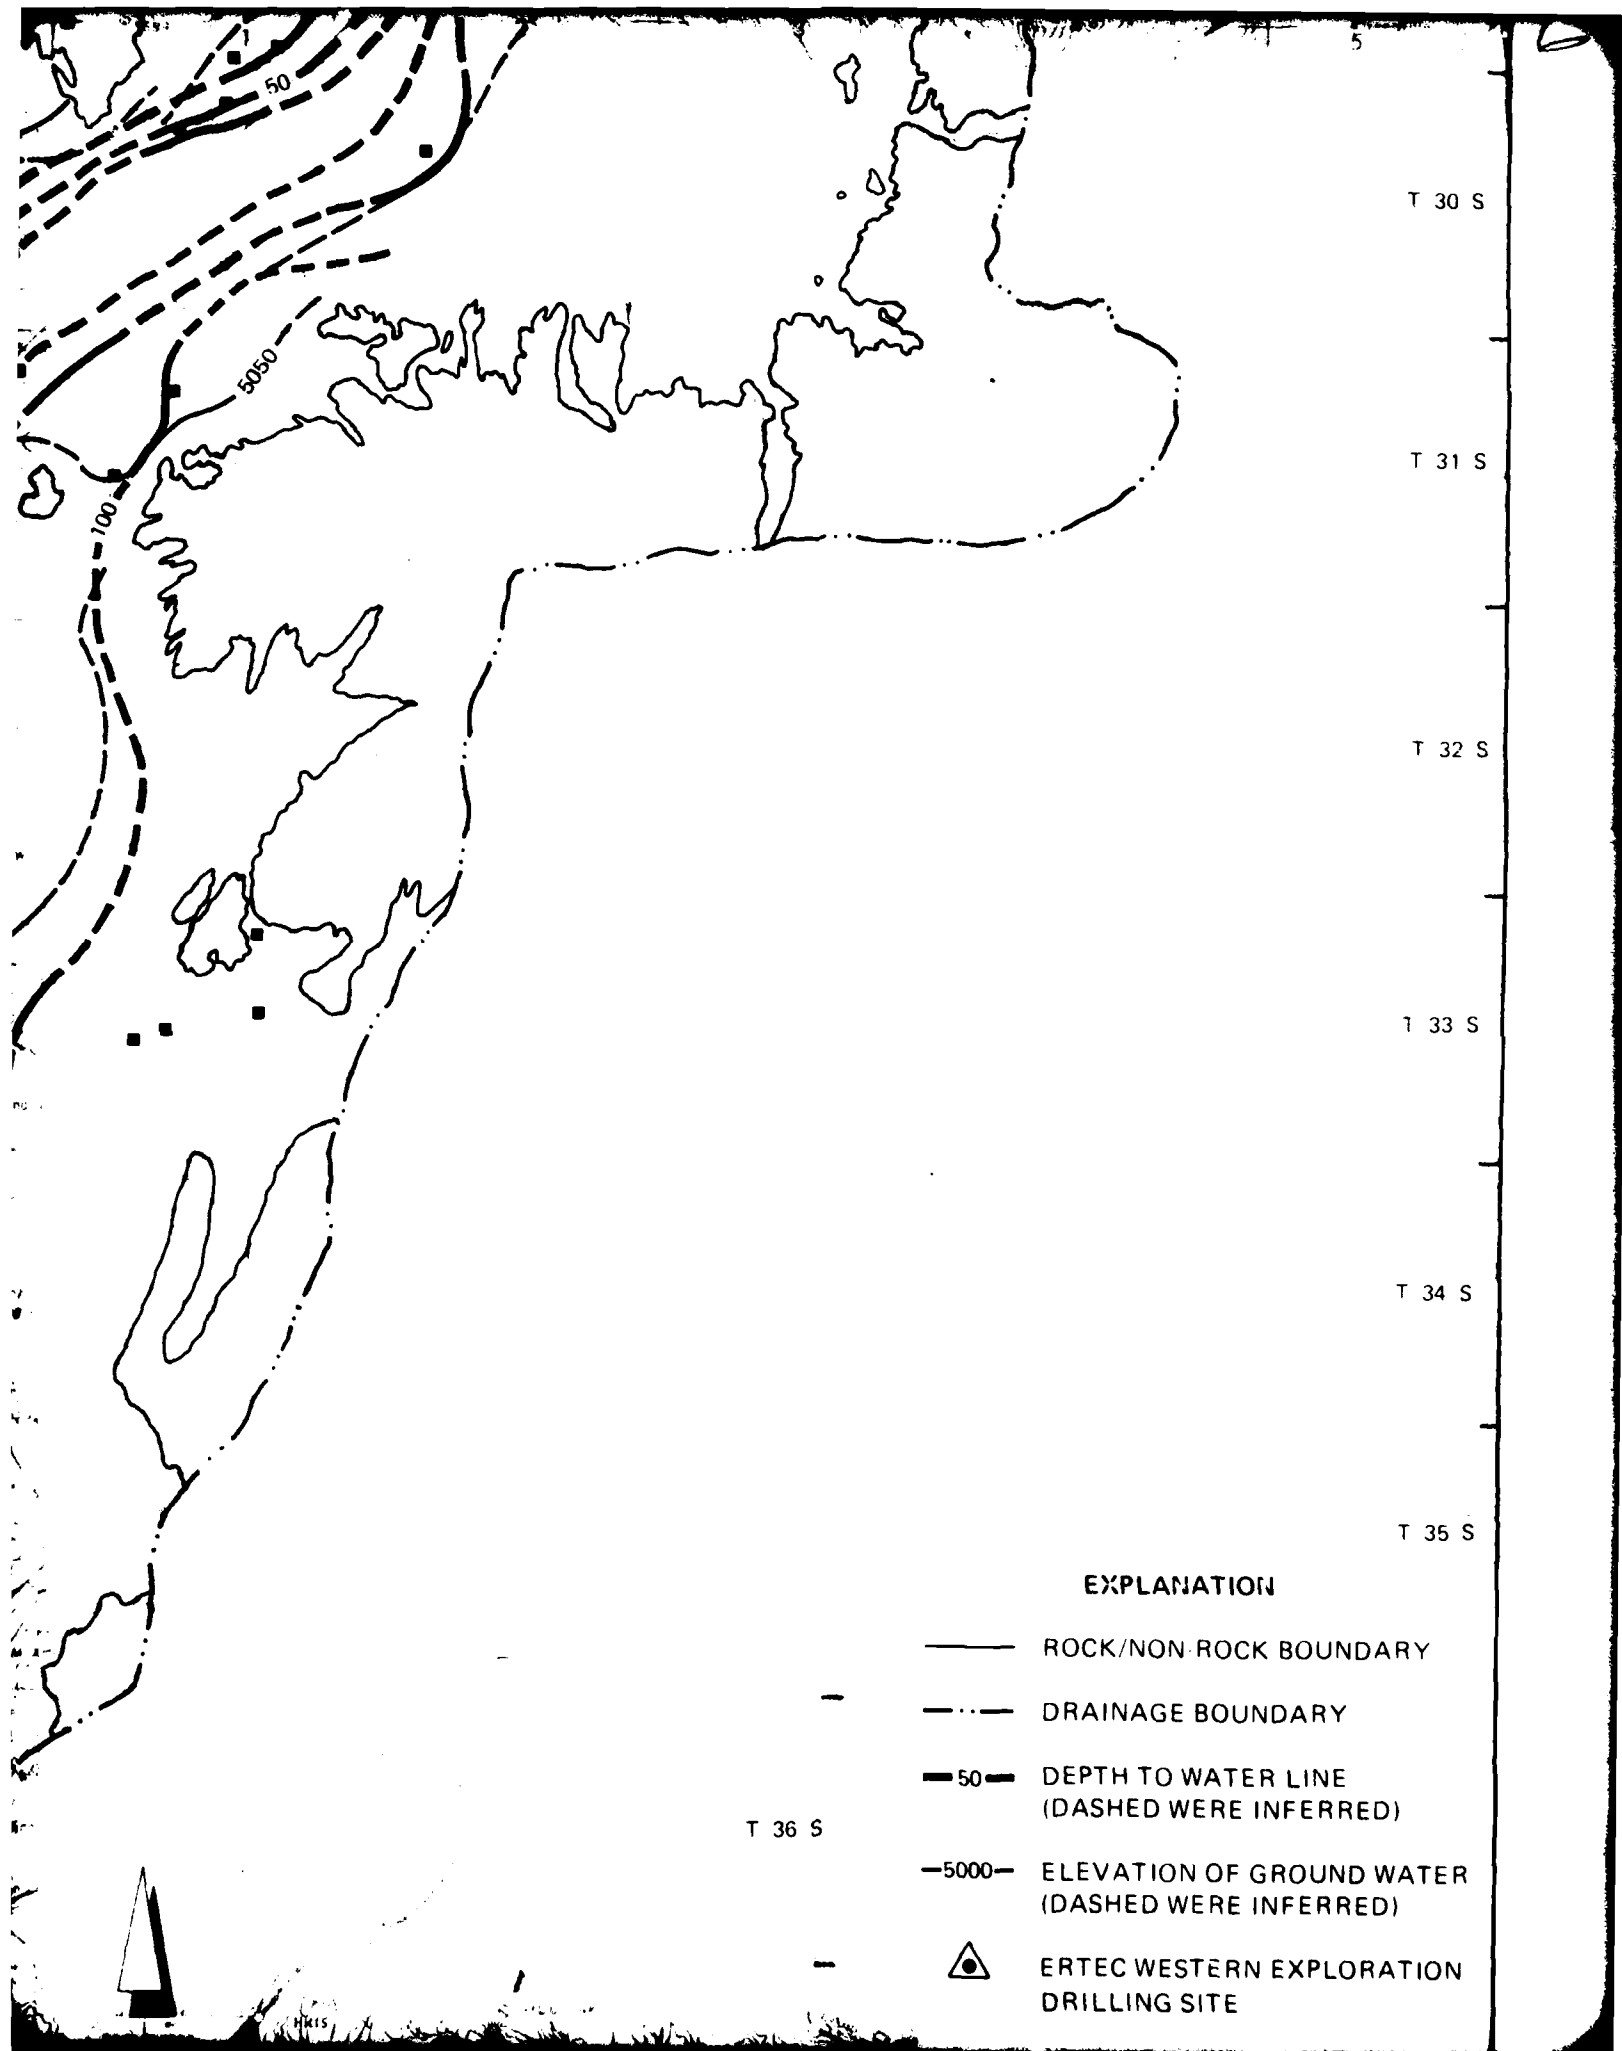 5
50
T 30 S
5050
T 31 S
100
T 32 S
T 33 S
T 34 S
T 35 S
EXPLANATION
ROCK/NON-ROCK BOUNDARY
DRAINAGE BOUNDARY
50 DEPTH TO WATER LINE
(DASHED WERE INFERRED)
T 36 S
5000 ELEVATION OF GROUND WATER
(DASHED WERE INFERRED)
ERTEC WESTERN EXPLORATION
DRILLING SITE